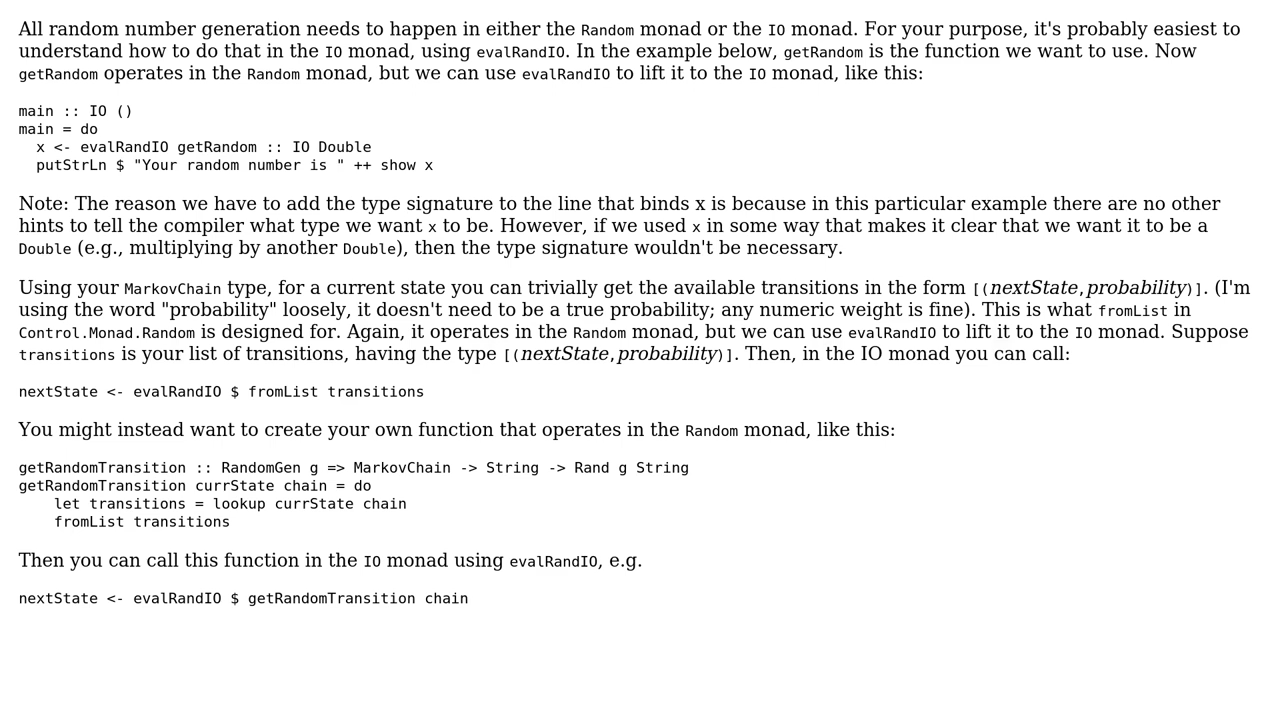 All random number generation needs to happen in either the Random monad or the IO monad. For your purpose, it's probably easiest to
understand how to do that in the IO monad, using evalRandIO. In the example below, getRandom is the function we want to use. Now
getRandom operates in the Random monad, but we can use evalRandIO to lift it to the IO monad, like this:
main :: IO ()
main = do
  x <- evalRandIO getRandom :: IO Double
  putStrLn $ "Your random number is " ++ show x
Note: The reason we have to add the type signature to the line that binds x is because in this particular example there are no other
hints to tell the compiler what type we want x to be. However, if we used x in some way that makes it clear that we want it to be a
Double (e.g., multiplying by another Double), then the type signature wouldn't be necessary.
Using your MarkovChain type, for a current state you can trivially get the available transitions in the form [(nextState,probability)]. (I'm
using the word "probability" loosely, it doesn't need to be a true probability; any numeric weight is fine). This is what fromList in
Control.Monad.Random is designed for. Again, it operates in the Random monad, but we can use evalRandIO to lift it to the IO monad. Suppose
transitions is your list of transitions, having the type [(nextState,probability)]. Then, in the IO monad you can call:
nextState <- evalRandIO $ fromList transitions
You might instead want to create your own function that operates in the Random monad, like this:
getRandomTransition :: RandomGen g => MarkovChain -> String -> Rand g String
getRandomTransition currState chain = do
    let transitions = lookup currState chain
    fromList transitions
Then you can call this function in the IO monad using evalRandIO, e.g.
nextState <- evalRandIO $ getRandomTransition chain